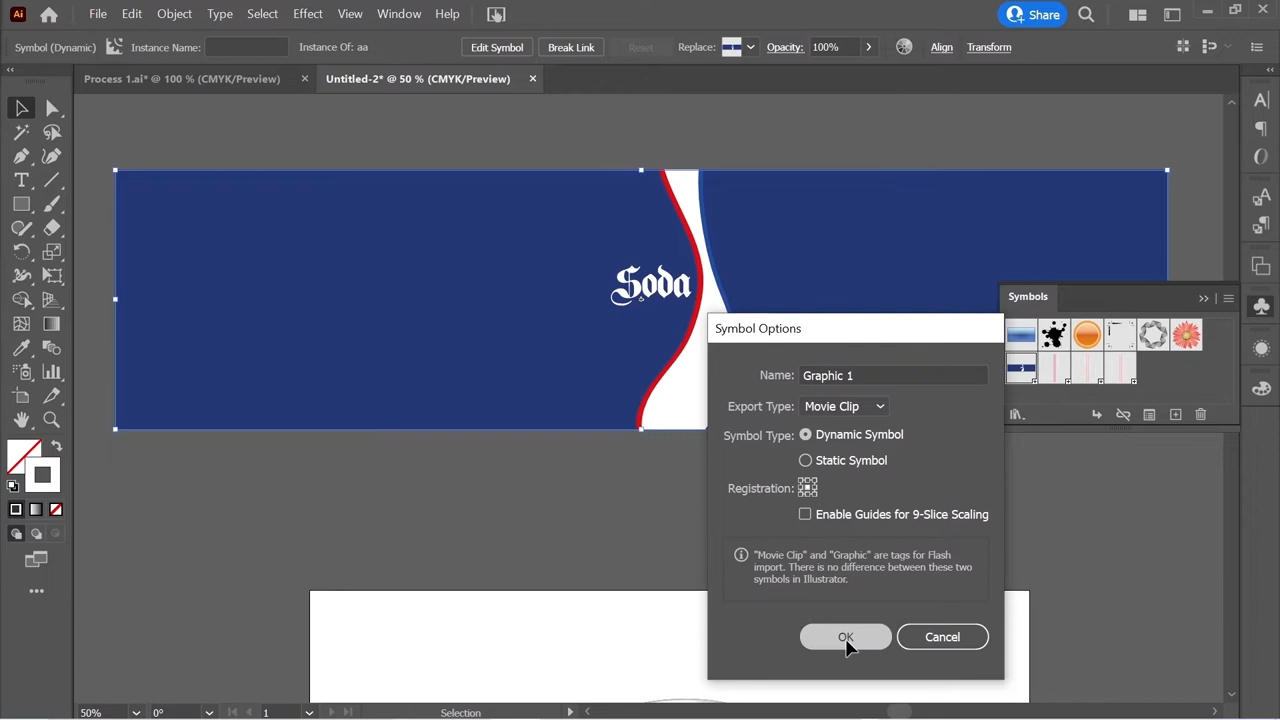 Ai File Edit Object Type Select Effect View Window Help Share
Symbol (Dynamic) Instance Name: Instance Of: aa Edit Symbol Break Link Reset Replace: Opacity: 100% Align Transform
Process 1.ai* @ 100 % (CMYK/Preview) × Untitled-2* @ 50 % (CMYK/Preview) ×
Soda
Symbols
Symbol Options
Name: Graphic 1
Export Type: Movie Clip
Symbol Type: Dynamic Symbol
Static Symbol
Registration:
Enable Guides for 9-Slice Scaling
"Movie Clip" and "Graphic" are tags for Flash
import. There is no difference between these two
symbols in Illustrator.
OK Cancel
50% 0° 1 Selection